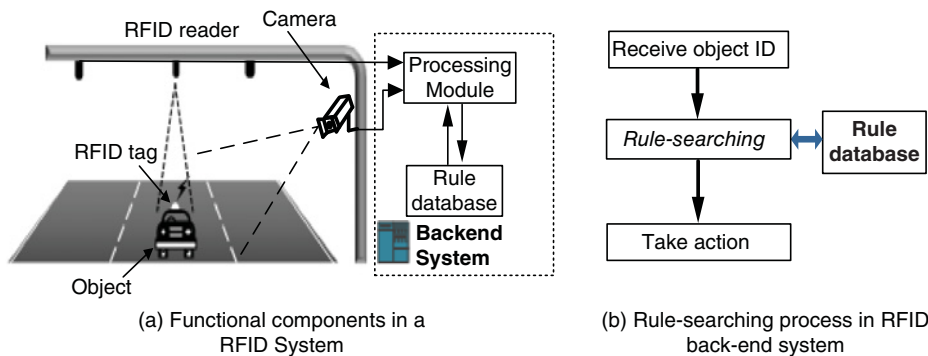 Camera
RFID reader
Processing
Module
RFID tag
Rule
database
Backend
System
Object
(a) Functional components in a
RFID System
Receive object ID
Rule-searching
Rule
database
Take action
(b) Rule-searching process in RFID
back-end system